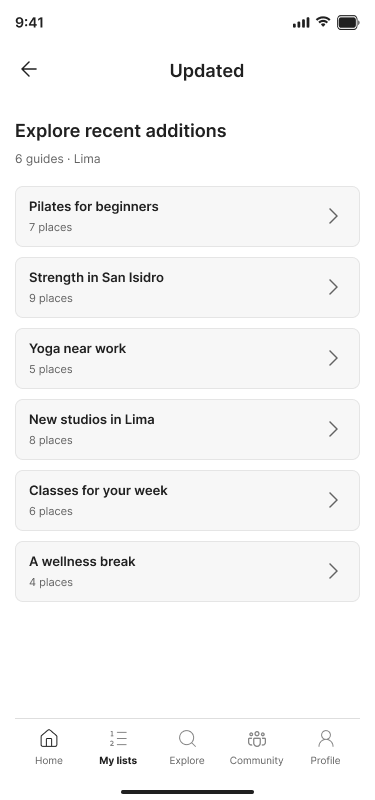 9:41
Updated
Explore recent additions
6 guides · Lima
Pilates for beginners
7 places
Strength in San Isidro
9 places
Yoga near work
5 places
New studios in Lima
8 places
Classes for your week
6 places
A wellness break
4 places
1
2
Home
My lists
Explore
Community
Profile